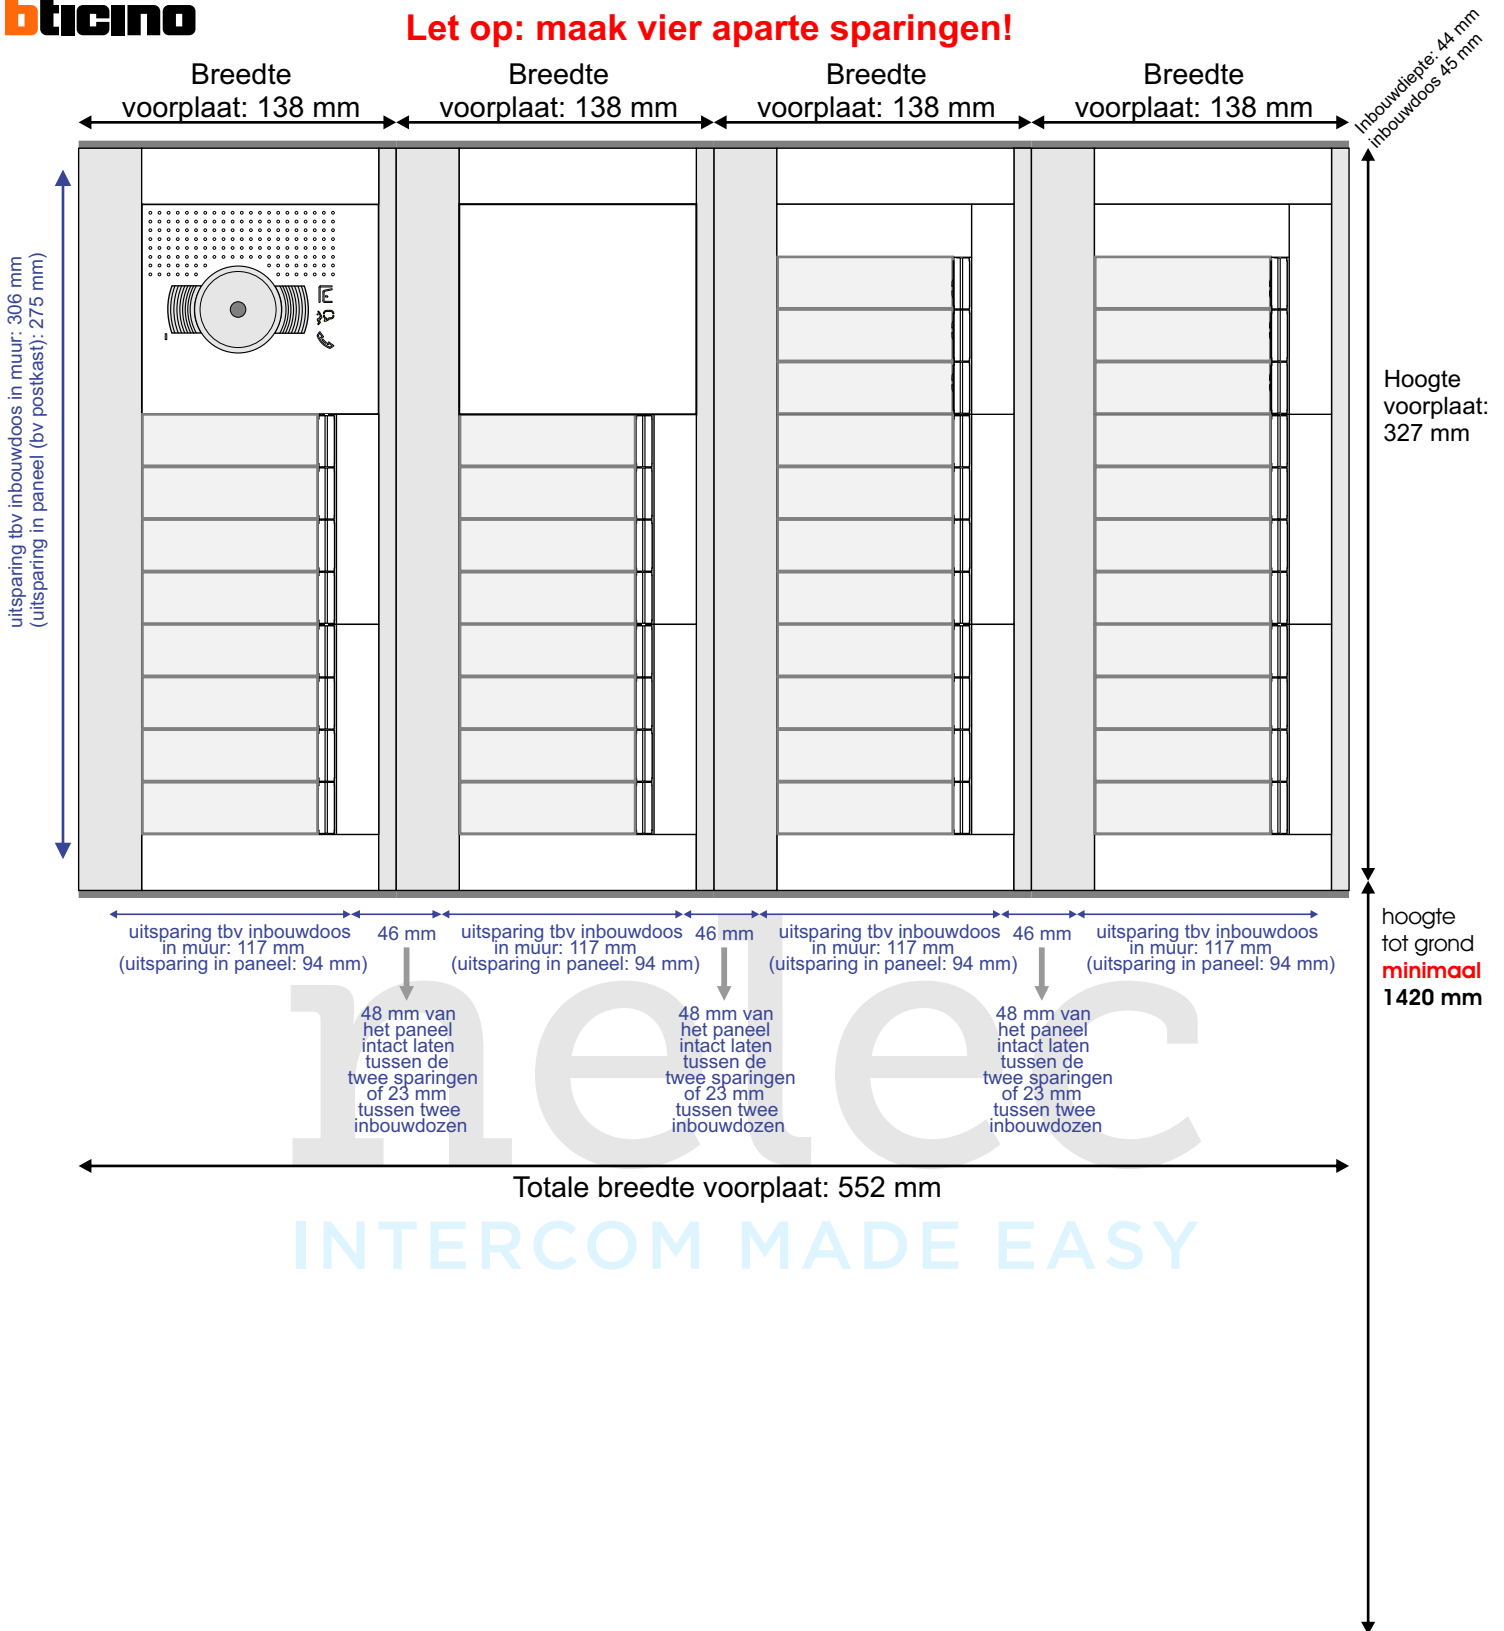 bticino
Let op: maak vier aparte sparingen!
Inbouwdiepte: 44 mm
inbouwdoos 45 mm
Breedte
voorplaat: 138 mm
Breedte
voorplaat: 138 mm
Breedte
voorplaat: 138 mm
Breedte
voorplaat: 138 mm
uitsparing tbv inbouwdoos in muur: 306 mm
(uitsparing in paneel (bv postkast): 275 mm)
Hoogte
voorplaat:
327 mm
uitsparing tbv inbouwdoos
in muur: 117 mm
(uitsparing in paneel: 94 mm)
46 mm
uitsparing tbv inbouwdoos
in muur: 117 mm
(uitsparing in paneel: 94 mm)
46 mm
uitsparing tbv inbouwdoos
in muur: 117 mm
(uitsparing in paneel: 94 mm)
46 mm
uitsparing tbv inbouwdoos
in muur: 117 mm
(uitsparing in paneel: 94 mm)
hoogte
tot grond
minimaal
1420 mm
48 mm van
het paneel
intact laten
tussen de
twee sparingen
of 23 mm
tussen twee
inbouwdozen
48 mm van
het paneel
intact laten
tussen de
twee sparingen
of 23 mm
tussen twee
inbouwdozen
48 mm van
het paneel
intact laten
tussen de
twee sparingen
of 23 mm
tussen twee
inbouwdozen
nelec
Totale breedte voorplaat: 552 mm
INTERCOM MADE EASY